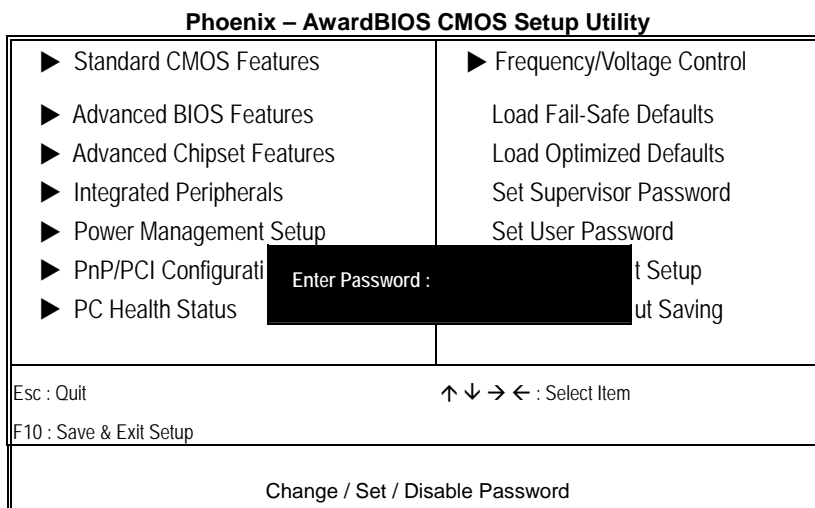 Phoenix – AwardBIOS CMOS Setup Utility
▶ Standard CMOS Features
▶ Advanced BIOS Features
▶ Advanced Chipset Features
▶ Integrated Peripherals
▶ Power Management Setup
▶ PnP/PCI Configurati
▶ PC Health Status
▶ Frequency/Voltage Control
Load Fail-Safe Defaults
Load Optimized Defaults
Set Supervisor Password
Set User Password
t Setup
ut Saving
Enter Password :
Esc : Quit
↑ ↓ → ← : Select Item
F10 : Save & Exit Setup
Change / Set / Disable Password